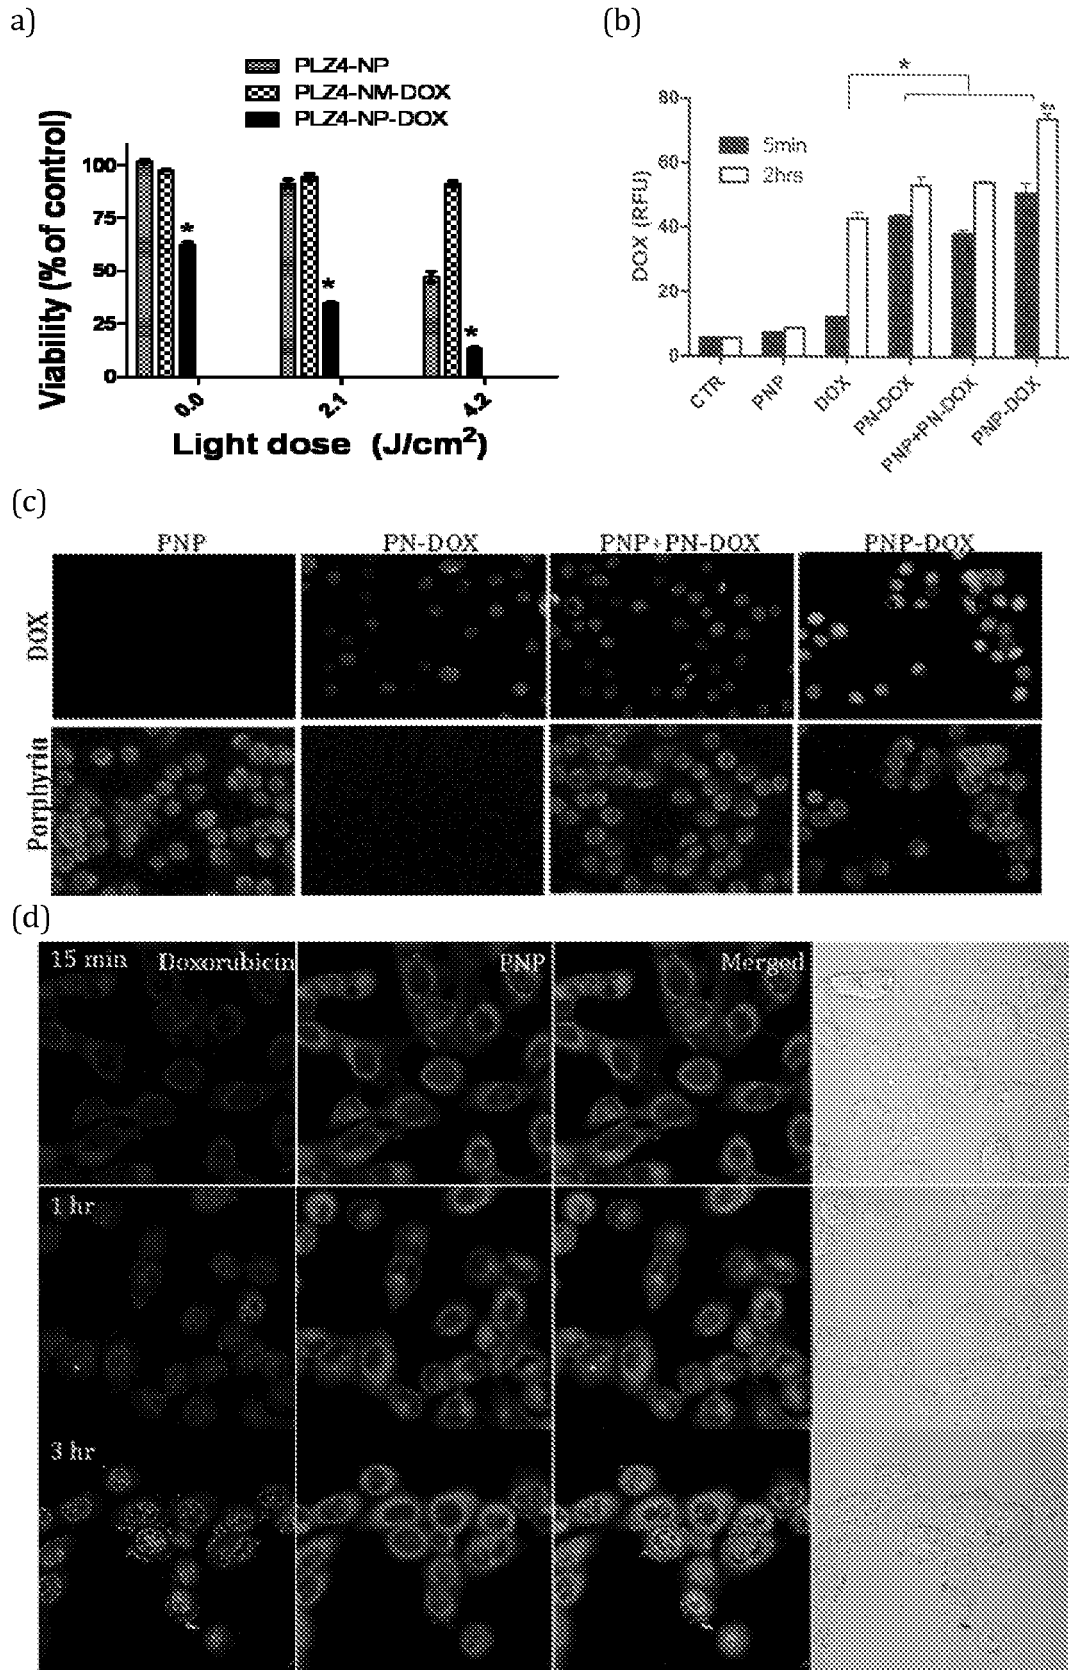 a)
PLZ4-NP
PLZ4-NM-DOX
PLZ4-NP-DOX
Viability (% of control)
100
75
50
25
0
*
*
*
0.0
2.1
4.2
Light dose (J/cm²)
(b)
*
**
80
60
40
20
0
DOX (RFU)
5min
2hrs
CTR
PNP
DOX
PN-DOX
PNP+PN-DOX
PNP-DOX
(c)
PNP
PN-DOX
PNP+PN-DOX
PNP-DOX
DOX
Porphyrin
(d)
15 min
Doxorubicin
PNP
Merged
1 hr
3 hr